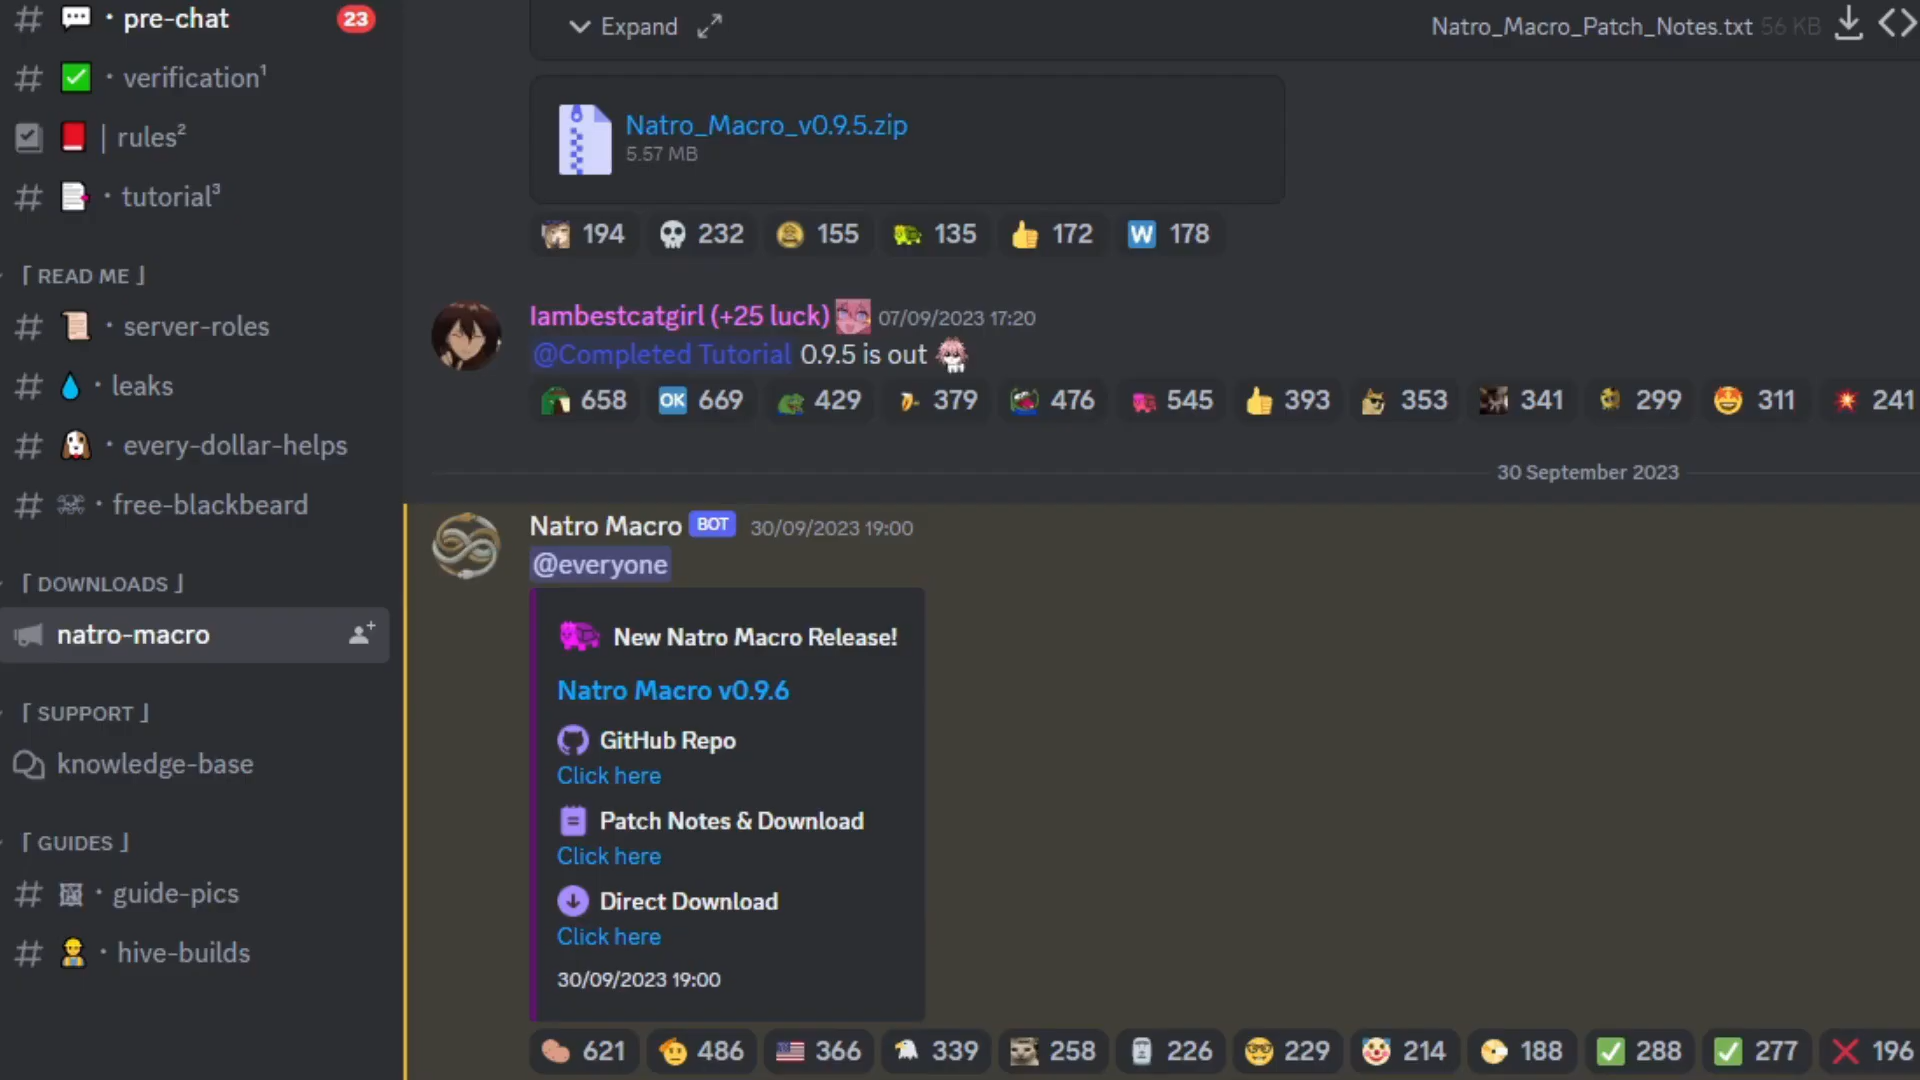 pre-chat 23
verification¹
| rules²
tutorial³
「 READ ME 」
server-roles
leaks
every-dollar-helps
free-blackbeard
「 DOWNLOADS 」
natro-macro
「 SUPPORT 」
knowledge-base
「 GUIDES 」
guide-pics
hive-builds
Expand
Natro_Macro_Patch_Notes.txt 56 KB
Natro_Macro_v0.9.5.zip
5.57 MB
194 232 155 135 172 W 178
Iambestcatgirl (+25 luck) 07/09/2023 17:20
@Completed Tutorial 0.9.5 is out
658 OK 669 429 379 476 545 393 353 341 299 311 241
30 September 2023
Natro Macro BOT 30/09/2023 19:00
@everyone
New Natro Macro Release!
Natro Macro v0.9.6
GitHub Repo
Click here
Patch Notes & Download
Click here
Direct Download
Click here
30/09/2023 19:00
621 486 366 339 258 226 229 214 188 288 277 196